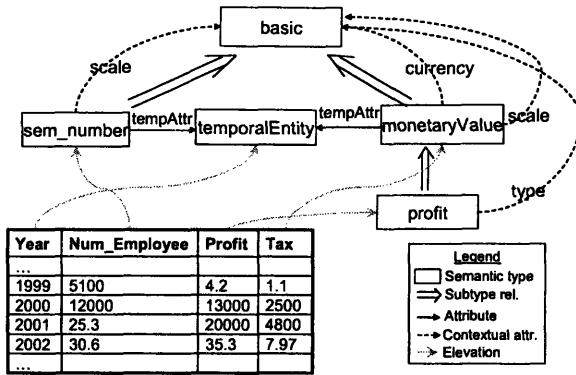 basic
scale
currency
sem_number
tempAttr
temporalEntity
tempAttr
monetaryValue
scale
profit
type
Year Num_Employee Profit Tax
...
1999 5100 4.2 1.1
2000 12000 13000 2500
2001 25.3 20000 4800
2002 30.6 35.3 7.97
...
Legend
Semantic type
Subtype rel.
Attribute
Contextual attr.
Elevation